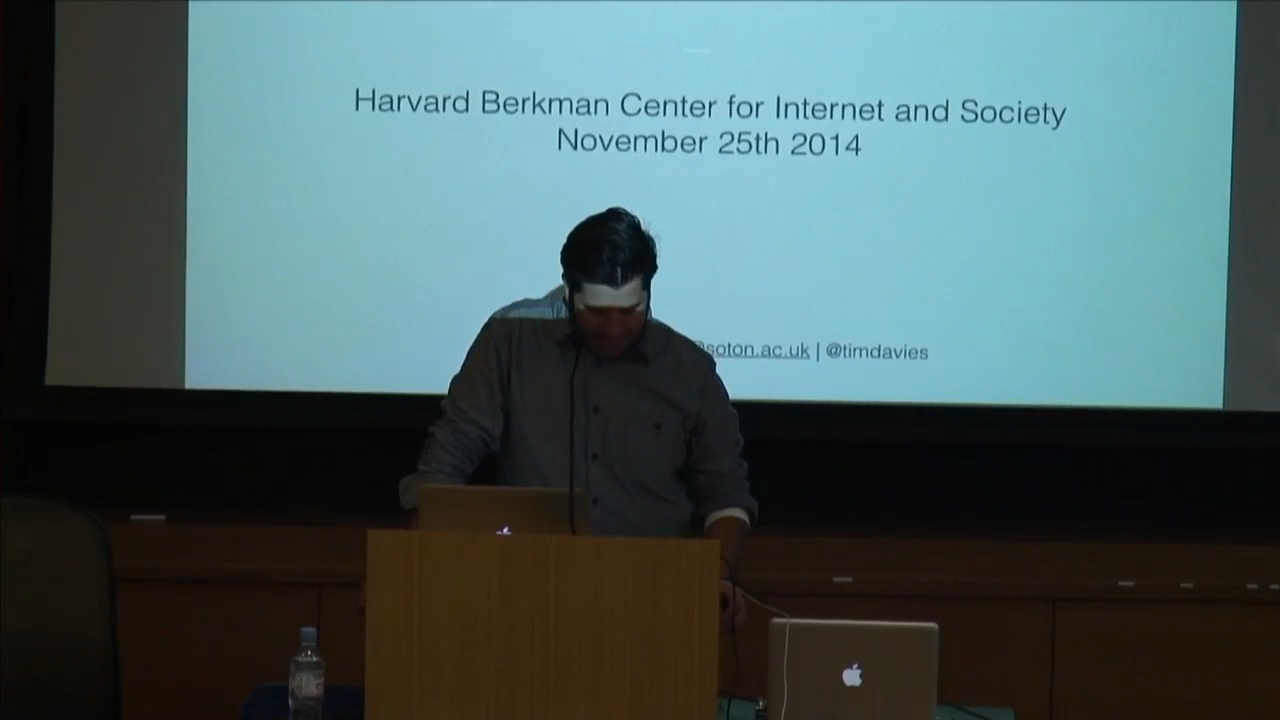 Harvard Berkman Center for Internet and Society
November 25th 2014
@soton.ac.uk | @timdavies